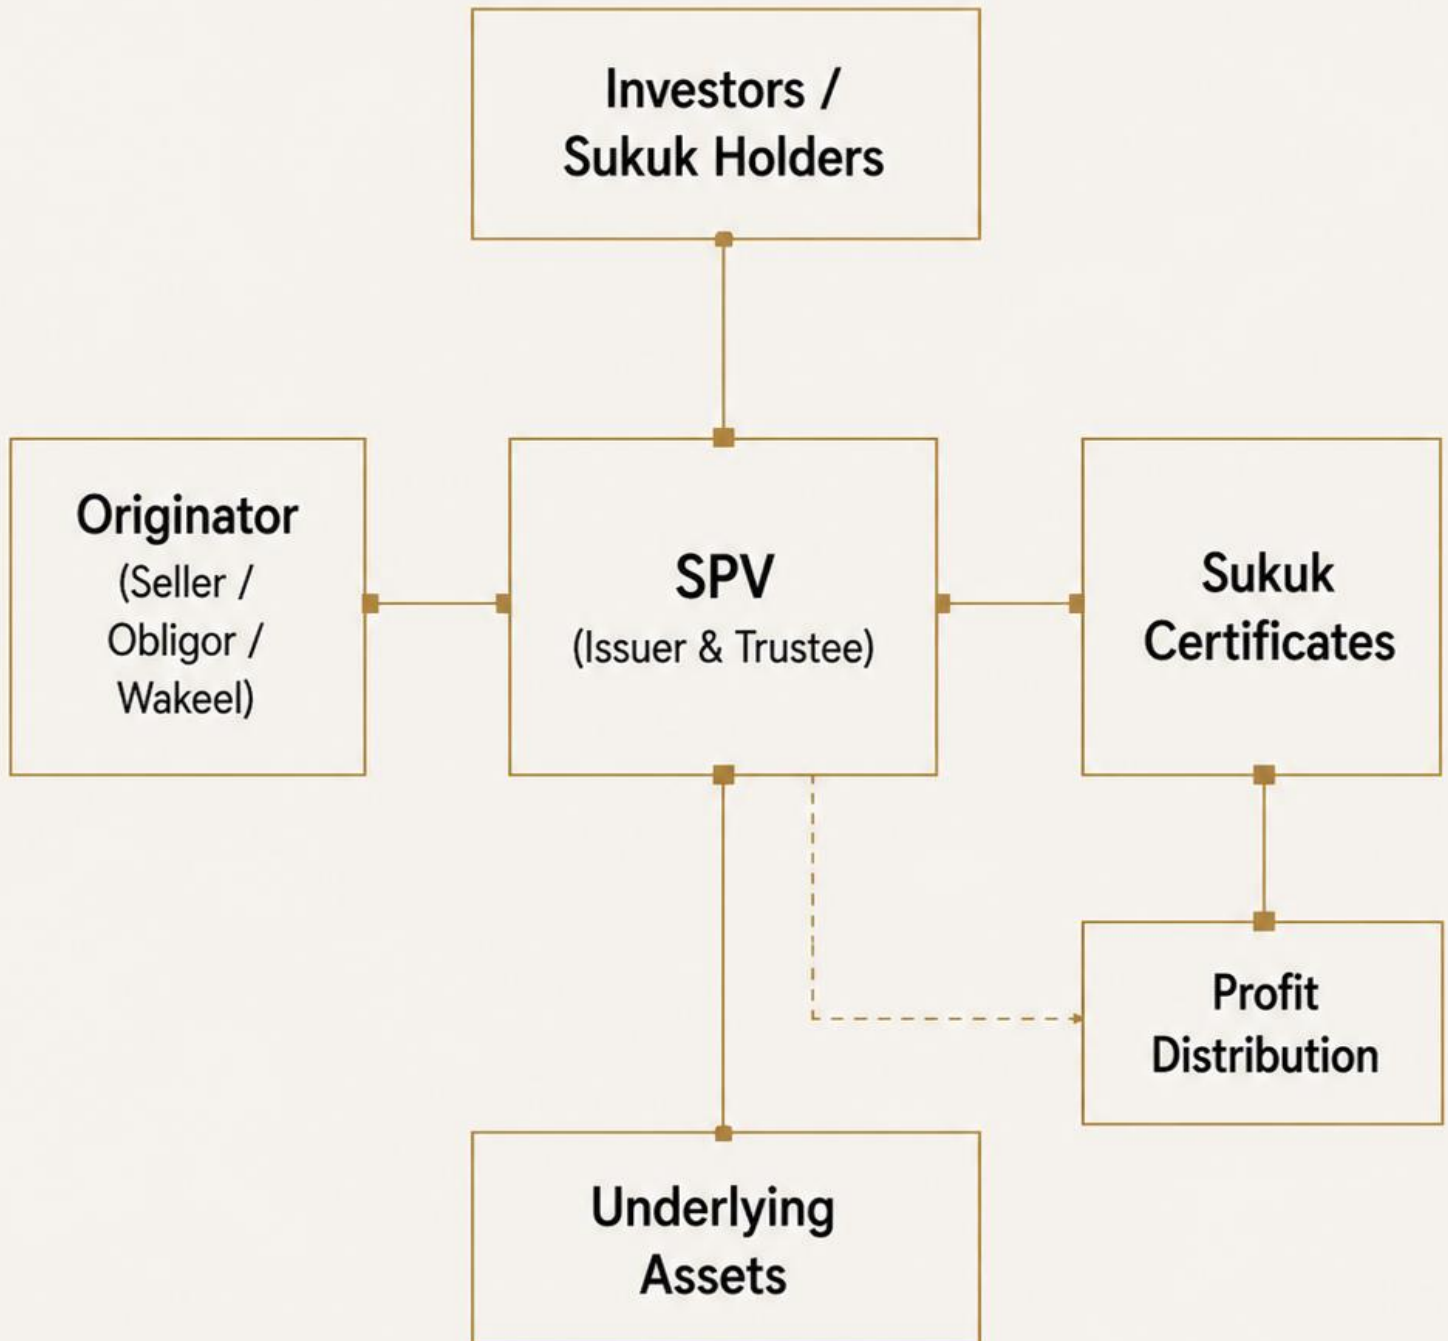 Investors /
Sukuk Holders
Originator
(Seller /
Obligor /
Wakeel)
SPV
(Issuer & Trustee)
Sukuk
Certificates
Profit
Distribution
Underlying
Assets